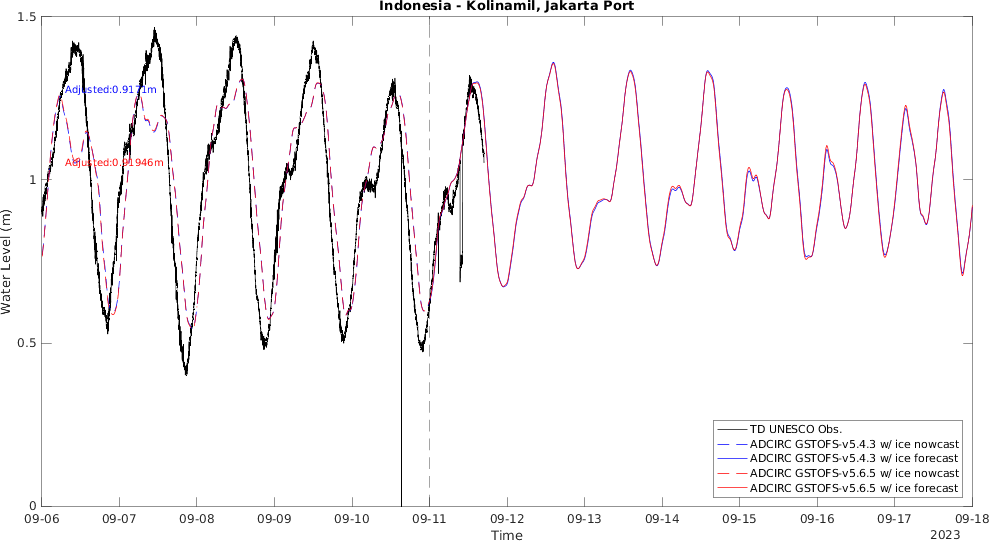 Indonesia - Kolinamil, Jakarta Port
1.5
Adjusted:0.9171m
Adjusted:0.91946m
1
Water Level (m)
0.5
TD UNESCO Obs.
ADCIRC GSTOFS-v5.4.3 w/ ice nowcast
ADCIRC GSTOFS-v5.4.3 w/ ice forecast
ADCIRC GSTOFS-v5.6.5 w/ ice nowcast
ADCIRC GSTOFS-v5.6.5 w/ ice forecast
0
09-06 09-07 09-08 09-09 09-10 09-11 09-12 09-13 09-14 09-15 09-16 09-17 09-18
Time
2023